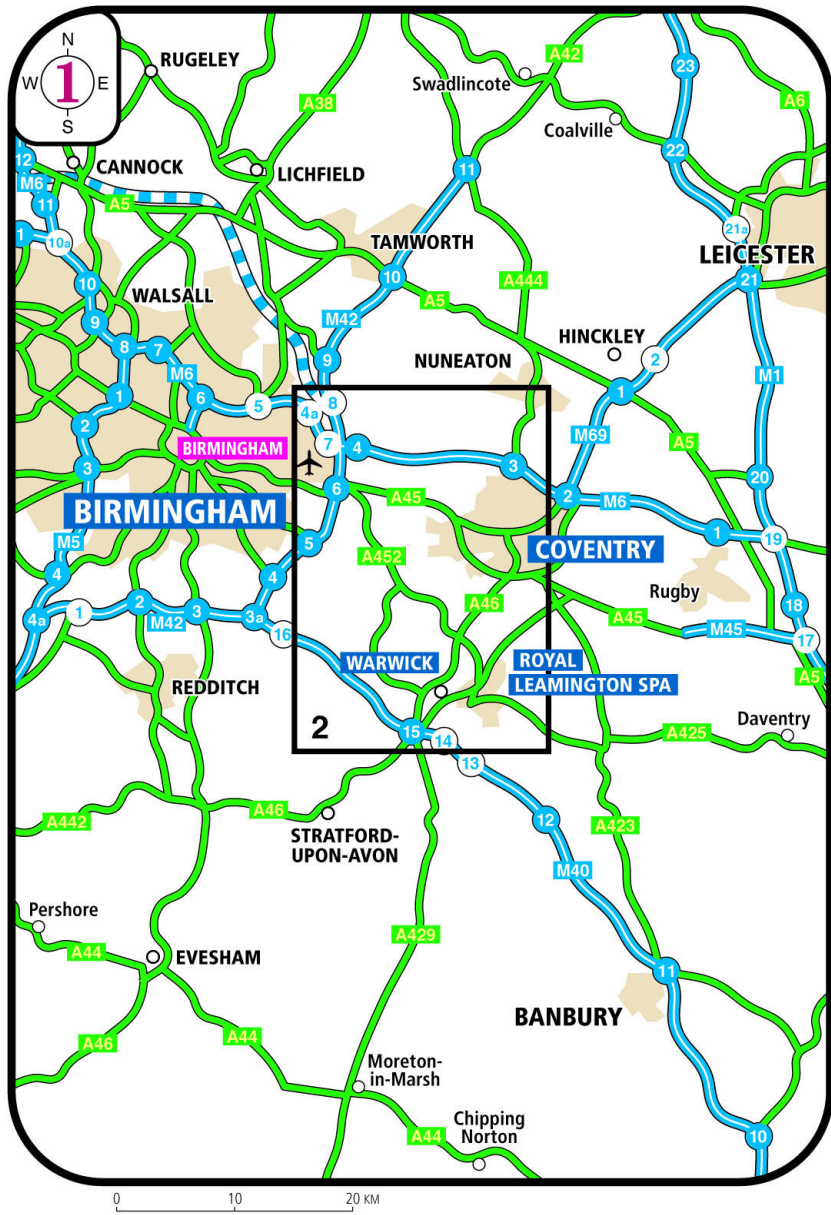 N
W 1 E
S
RUGELEY
A42
23
Swadlincote
A38
A6
Coalville
12
CANNOCK
22
M6
LICHFIELD
11
11
A5
1
10a
21a
TAMWORTH
LEICESTER
10
10
21
WALSALL
A444
A5
9
M42
HINCKLEY
8
7
9
NUNEATON
2
M6
M1
1
6
5
4a
8
1
2
M69
BIRMINGHAM
7
4
A5
3
3
20
6
A45
2
M6
BIRMINGHAM
1
19
M5
5
A452
COVENTRY
4
4
Rugby
A46
18
4a
1
2
3
3a
A45
M42
16
M45
17
WARWICK
ROYAL
LEAMINGTON SPA
REDDITCH
A5
2
15
14
A425
Daventry
13
A442
A46
12
A423
STRATFORD-
UPON-AVON
M40
Pershore
A429
A44
EVESHAM
11
BANBURY
A46
A44
Moreton-
in-Marsh
Chipping
Norton
A44
10
0 10 20 KM